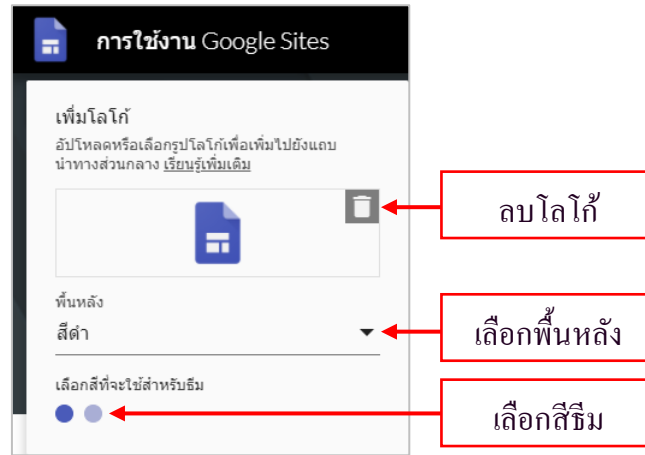 การใช้งาน Google Sites
เพิ่มโลโก้
อัปโหลดหรือเลือกรูปโลโก้เพื่อเพิ่มไปยังแถบ
นำทางส่วนกลาง เรียนรู้เพิ่มเติม
ลบโลโก้
พื้นหลัง
สีดำ
เลือกพื้นหลัง
เลือกสีที่จะใช้สำหรับธีม
เลือกสีธีม